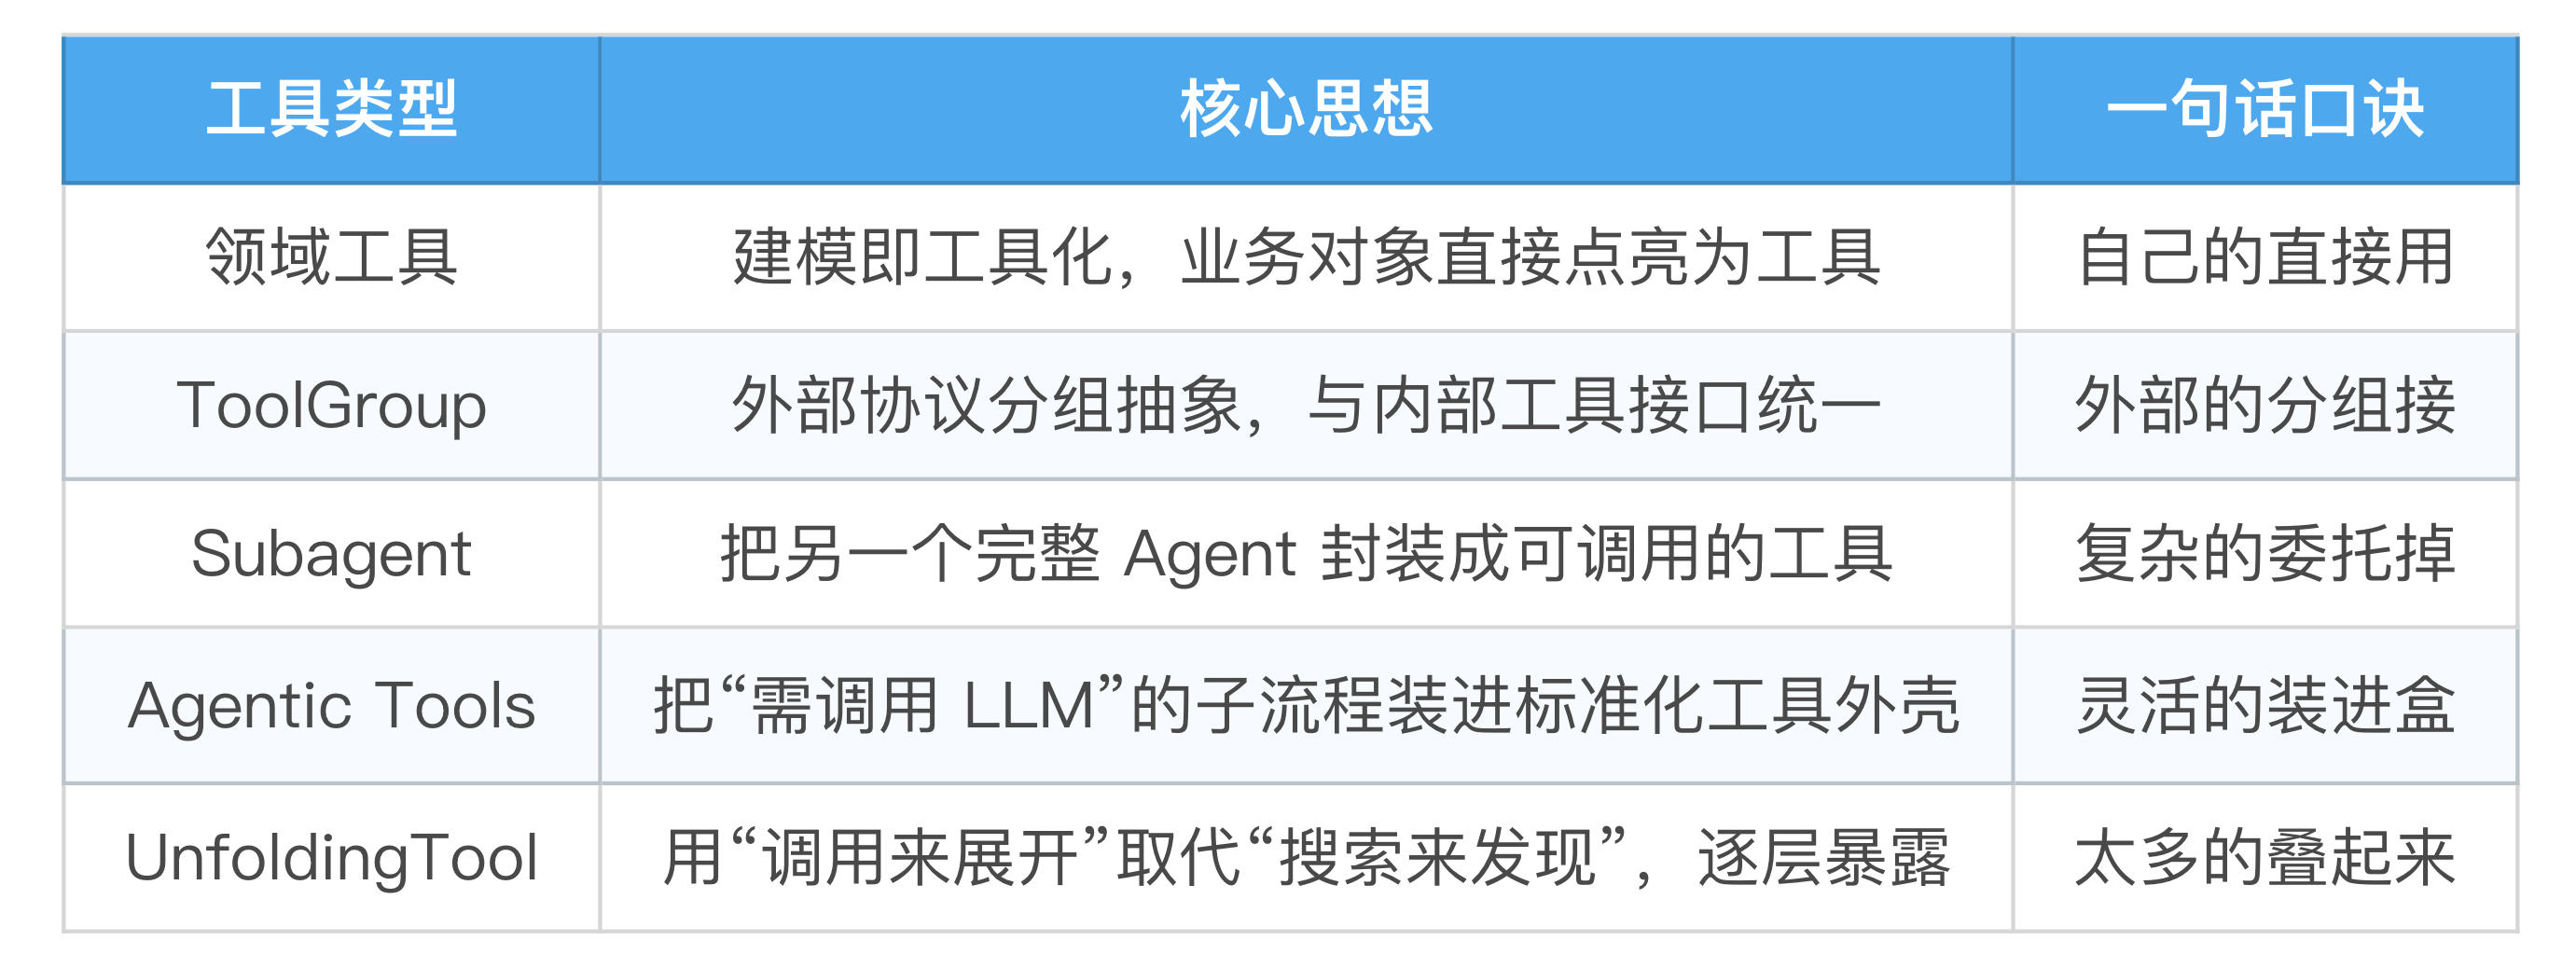 工具类型 核心思想 一句话口诀
领域工具 建模即工具化，业务对象直接点亮为工具 自己的直接用
ToolGroup 外部协议分组抽象，与内部工具接口统一 外部的分组接
Subagent 把另一个完整 Agent 封装成可调用的工具 复杂的委托掉
Agentic Tools 把“需调用 LLM”的子流程装进标准化工具外壳 灵活的装进盒
UnfoldingTool 用“调用来展开”取代“搜索来发现”，逐层暴露 太多的叠起来